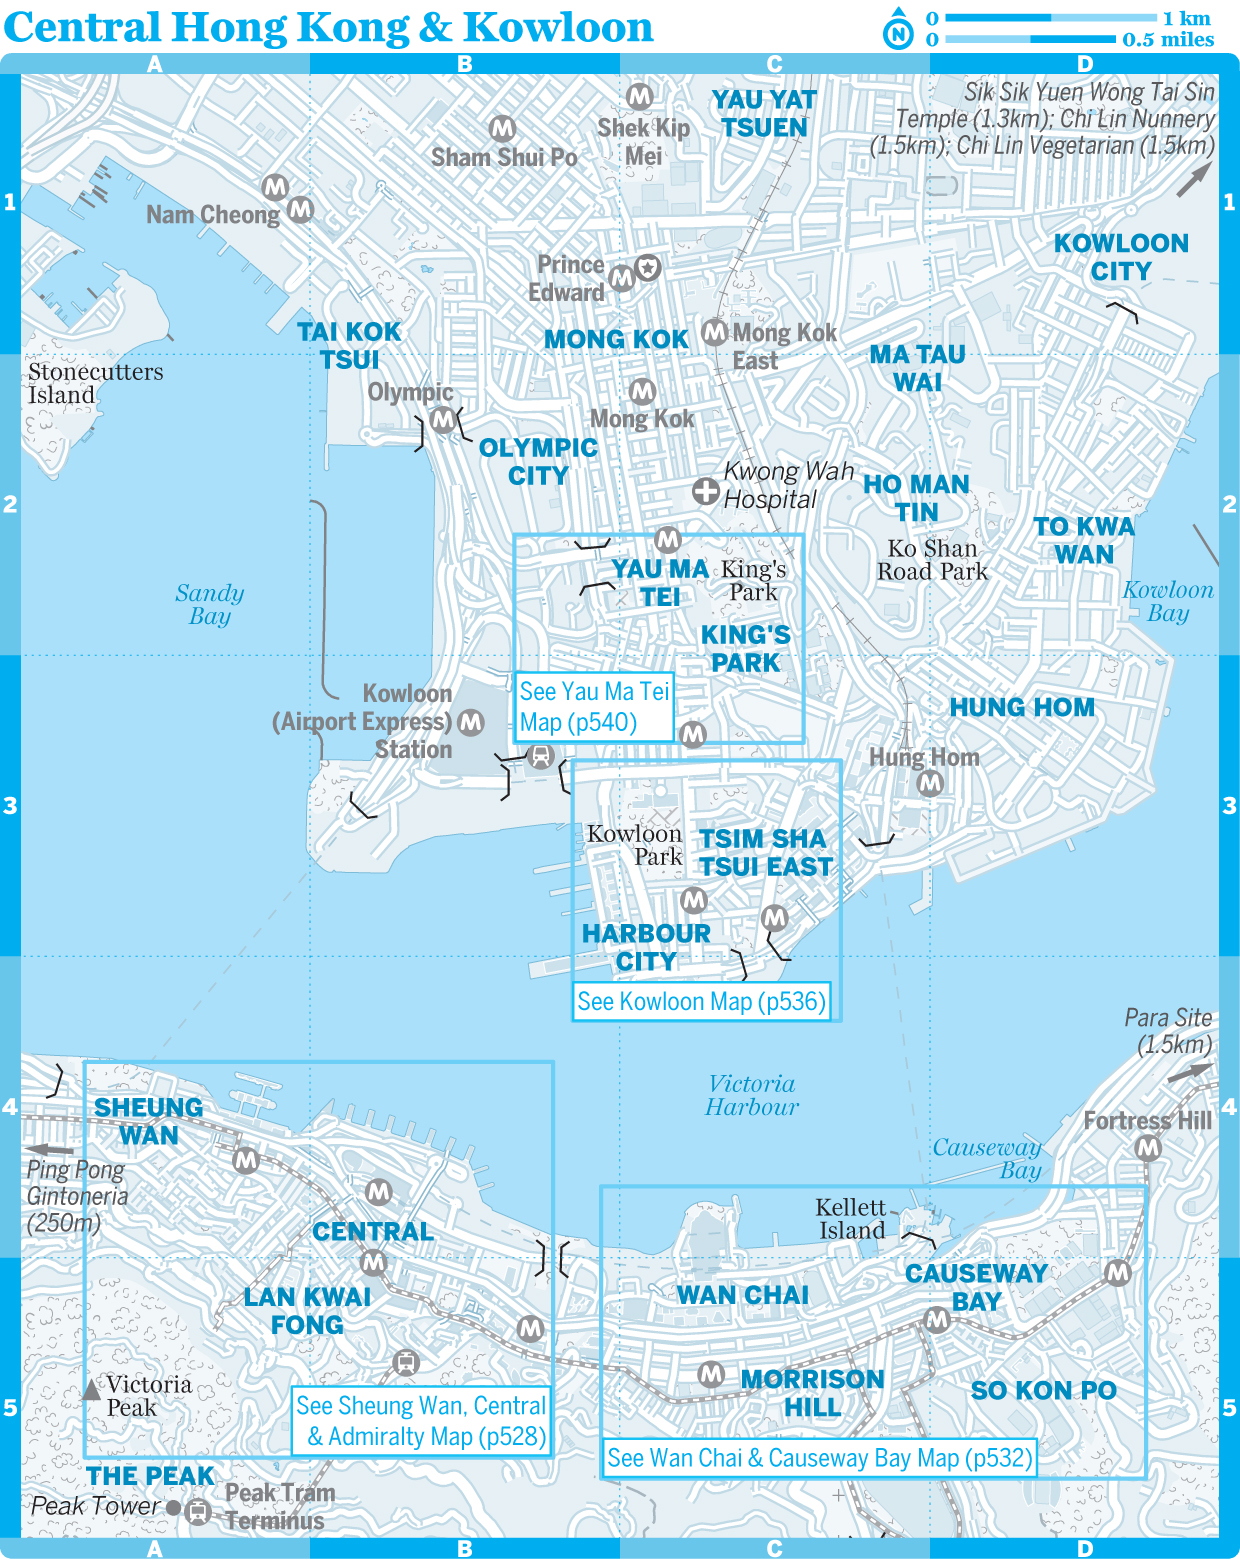 Central Hong Kong & Kowloon
N
0 1 km
0 0.5 miles
A B C D
1
1
YAU YAT
TSUEN
Sik Sik Yuen Wong Tai Sin
Temple (1.3km); Chi Lin Nunnery
(1.5km); Chi Lin Vegetarian (1.5km)
M
Shek Kip
Mei
M
Sham Shui Po
M
M
Nam Cheong
KOWLOON
CITY
Prince
Edward
M
TAI KOK
TSUI
MONG KOK
M
Mong Kok
East
MA TAU
WAI
Stonecutters
Island
Olympic
M
M
Mong Kok
OLYMPIC
CITY
Kwong Wah
Hospital
HO MAN
TIN
2
2
TO KWA
WAN
Ko Shan
Road Park
M
YAU MA
TEI
King's
Park
Sandy
Bay
Kowloon
Bay
KING'S
PARK
See Yau Ma Tei
Map (p540)
Kowloon
(Airport Express)
Station
M
M
HUNG HOM
Hung Hom
M
3
3
Kowloon
Park
TSIM SHA
TSUI EAST
M
M
HARBOUR
CITY
See Kowloon Map (p536)
Para Site
(1.5km)
Victoria
Harbour
4
4
SHEUNG
WAN
Fortress Hill
M
Causeway
Bay
M
Ping Pong
Gintoneria
(250m)
M
Kellett
Island
CENTRAL
M
CAUSEWAY
BAY
M
LAN KWAI
FONG
WAN CHAI
M
M
M
MORRISON
HILL
SO KON PO
Victoria
Peak
5
5
See Sheung Wan, Central
& Admiralty Map (p528)
See Wan Chai & Causeway Bay Map (p532)
THE PEAK
Peak Tower
Peak Tram
Terminus
A B C D